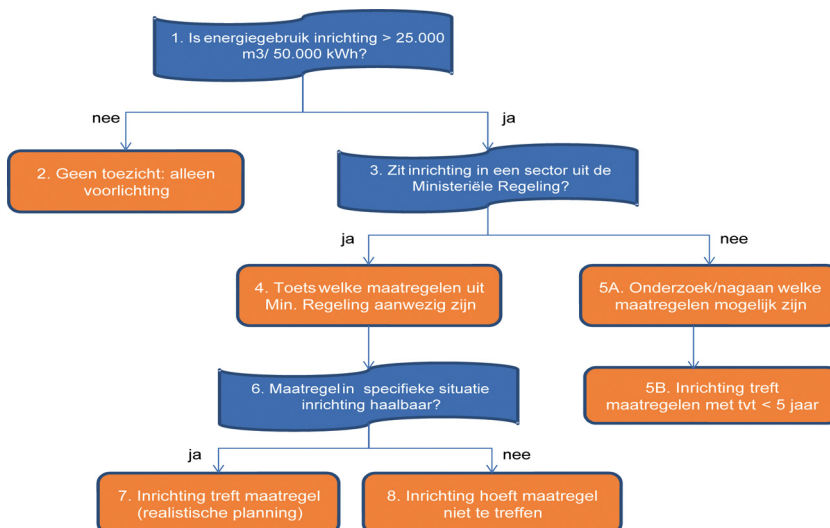 1. Is energiegebruik inrichting > 25.000
m3/ 50.000 kWh?
nee
ja
2. Geen toezicht: alleen
voorlichting
3. Zit inrichting in een sector uit de
Ministeriële Regeling?
ja
nee
4. Toets welke maatregelen uit
Min. Regeling aanwezig zijn
5A. Onderzoek/nagaan welke
maatregelen mogelijk zijn
6. Maatregel in specifieke situatie
inrichting haalbaar?
5B. Inrichting treft
maatregelen met tvt < 5 jaar
ja
nee
7. Inrichting treft maatregel
(realistische planning)
8. Inrichting hoeft maatregel
niet te treffen